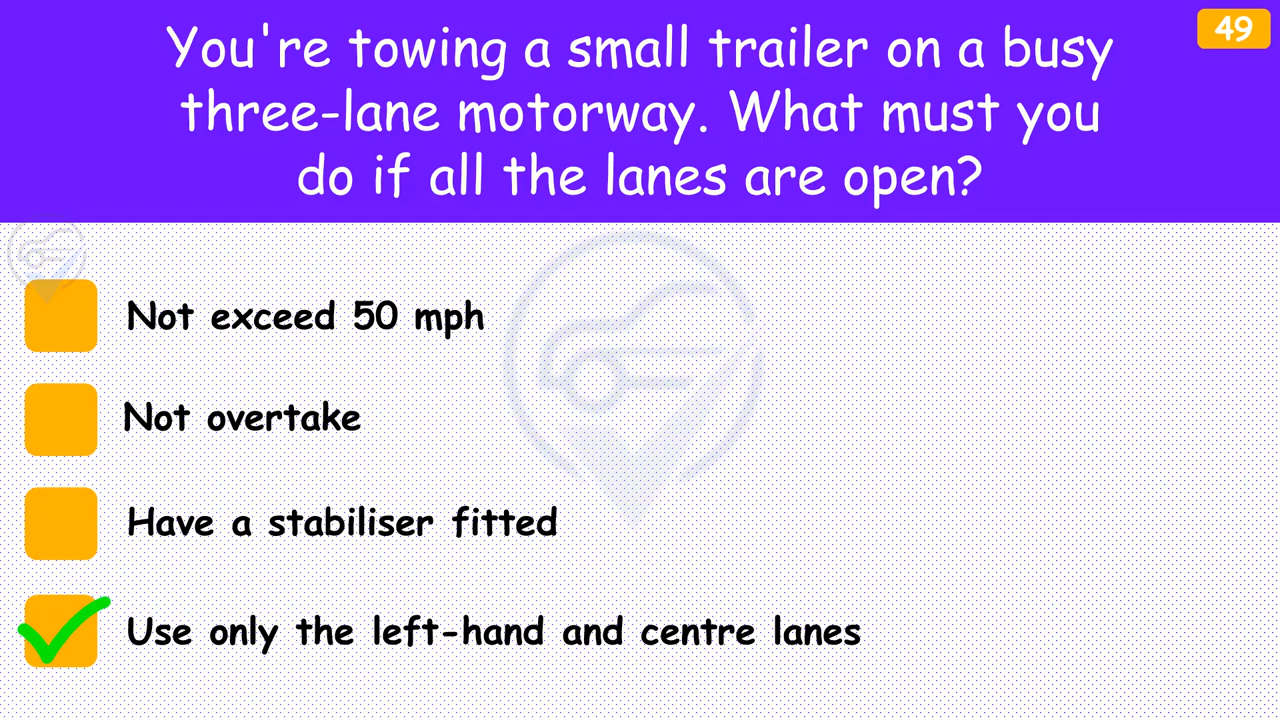 49
You're towing a small trailer on a busy
three-lane motorway. What must you
do if all the lanes are open?
Not exceed 50 mph
Not overtake
Have a stabiliser fitted
Use only the left-hand and centre lanes